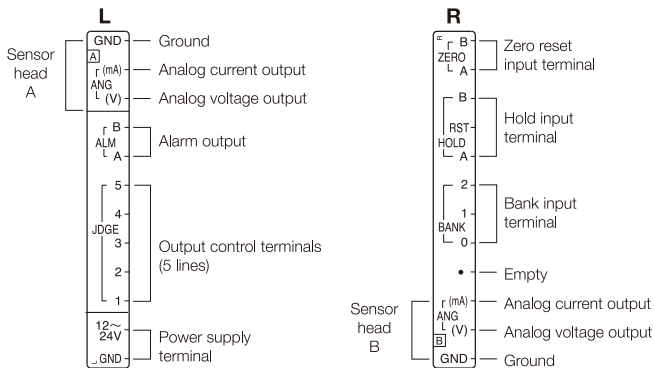 L
Sensor
head
A
GND
A
(mA)
ANG
(V)
B
ALM
A
5
4
JDGE
3
2
1
12～
24V
GND
Ground
Analog current output
Analog voltage output
Alarm output
Output control terminals
(5 lines)
Power supply
terminal
R
R
B
ZERO
A
B
RST
HOLD
A
2
1
BANK
0
•
(mA)
ANG
(V)
B
GND
Sensor
head
B
Zero reset
input terminal
Hold input
terminal
Bank input
terminal
Empty
Analog current output
Analog voltage output
Ground